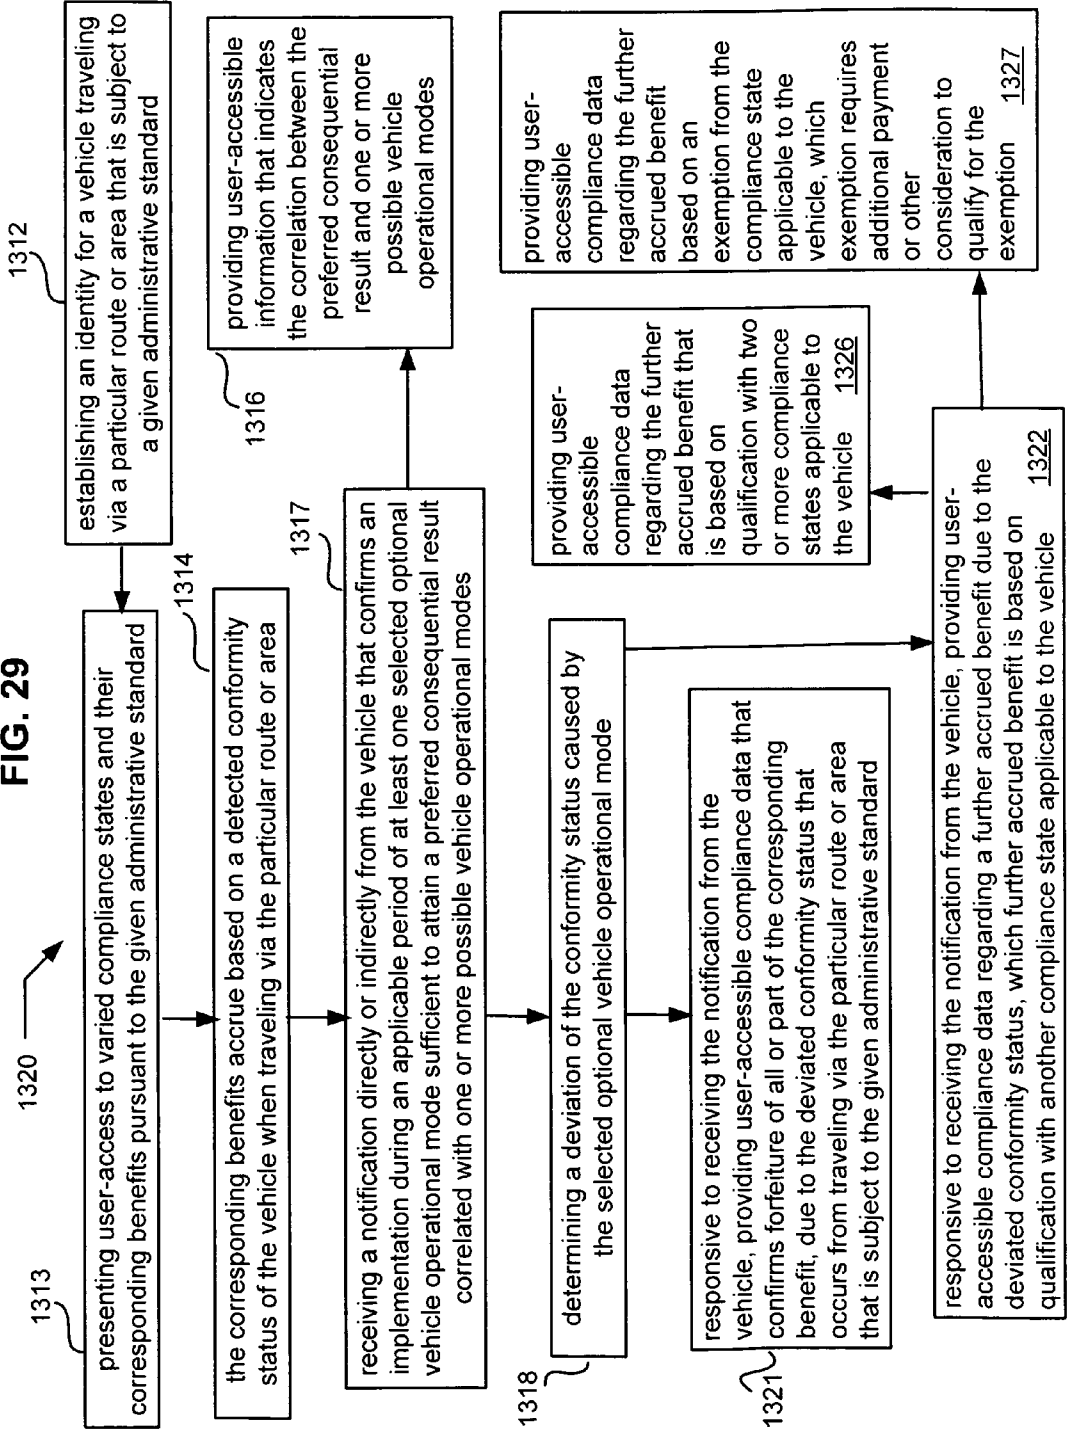 FIG. 29
1320
1312
establishing an identity for a vehicle traveling
via a particular route or area that is subject to
a given administrative standard
1313
presenting user-access to varied compliance states and their
corresponding benefits pursuant to the given administrative standard
1314
the corresponding benefits accrue based on a detected conformity
status of the vehicle when traveling via the particular route or area
1316
providing user-accessible
information that indicates
the correlation between the
preferred consequential
result and one or more
possible vehicle
operational modes
1317
receiving a notification directly or indirectly from the vehicle that confirms an
implementation during an applicable period of at least one selected optional
vehicle operational mode sufficient to attain a preferred consequential result
correlated with one or more possible vehicle operational modes
1318
determining a deviation of the conformity status caused by
the selected optional vehicle operational mode
1321
responsive to receiving the notification from the
vehicle, providing user-accessible compliance data that
confirms forfeiture of all or part of the corresponding
benefit, due to the deviated conformity status that
occurs from traveling via the particular route or area
that is subject to the given administrative standard
providing user-
accessible
compliance data
regarding the further
accrued benefit that
is based on
qualification with two
or more compliance
states applicable to
the vehicle 1326
providing user-
accessible
compliance data
regarding the further
accrued benefit
based on an
exemption from the
compliance state
applicable to the
vehicle, which
exemption requires
additional payment
or other
consideration to
qualify for the
exemption 1327
responsive to receiving the notification from the vehicle, providing user-
accessible compliance data regarding a further accrued benefit due to the
deviated conformity status, which further accrued benefit is based on
qualification with another compliance state applicable to the vehicle 1322